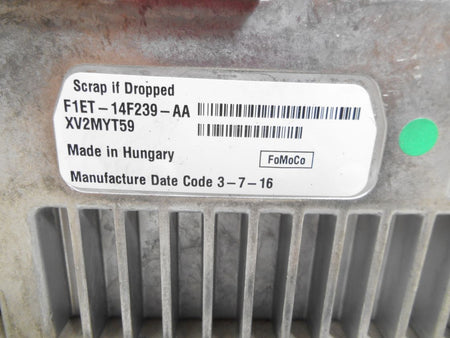 Scrap if Dropped
F1ET-14F239-AA
XV2MYT59
Made in Hungary FoMoCo
Manufacture Date Code 3-7-16